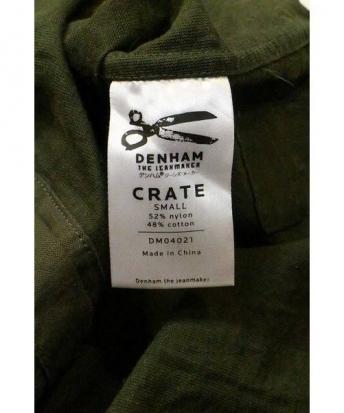 DENHAM
THE JEANMAKER
デンハム® ジーンズ・メーカー
CRATE
SMALL
52% nylon
48% cotton
DM04021
Made in China
Denham the jeanmaker